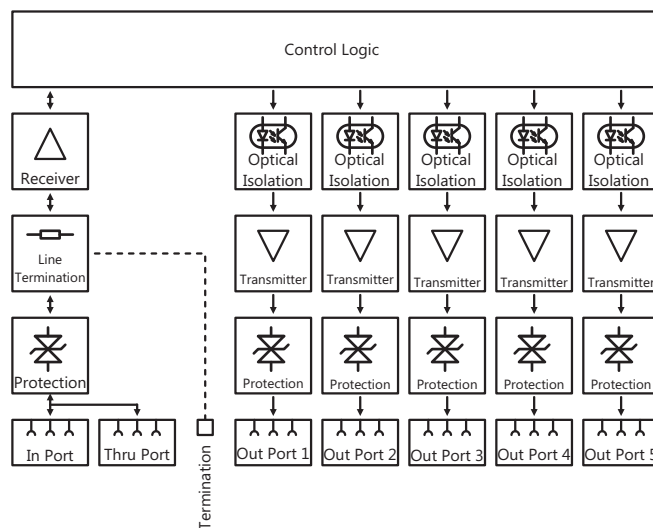 Control Logic
Receiver
Optical
Isolation
Optical
Isolation
Optical
Isolation
Optical
Isolation
Optical
Isolation
Line
Termination
Transmitter
Transmitter
Transmitter
Transmitter
Transmitter
Protection
Protection
Protection
Protection
Protection
Protection
In Port
Thru Port
Termination
Out Port 1
Out Port 2
Out Port 3
Out Port 4
Out Port 5